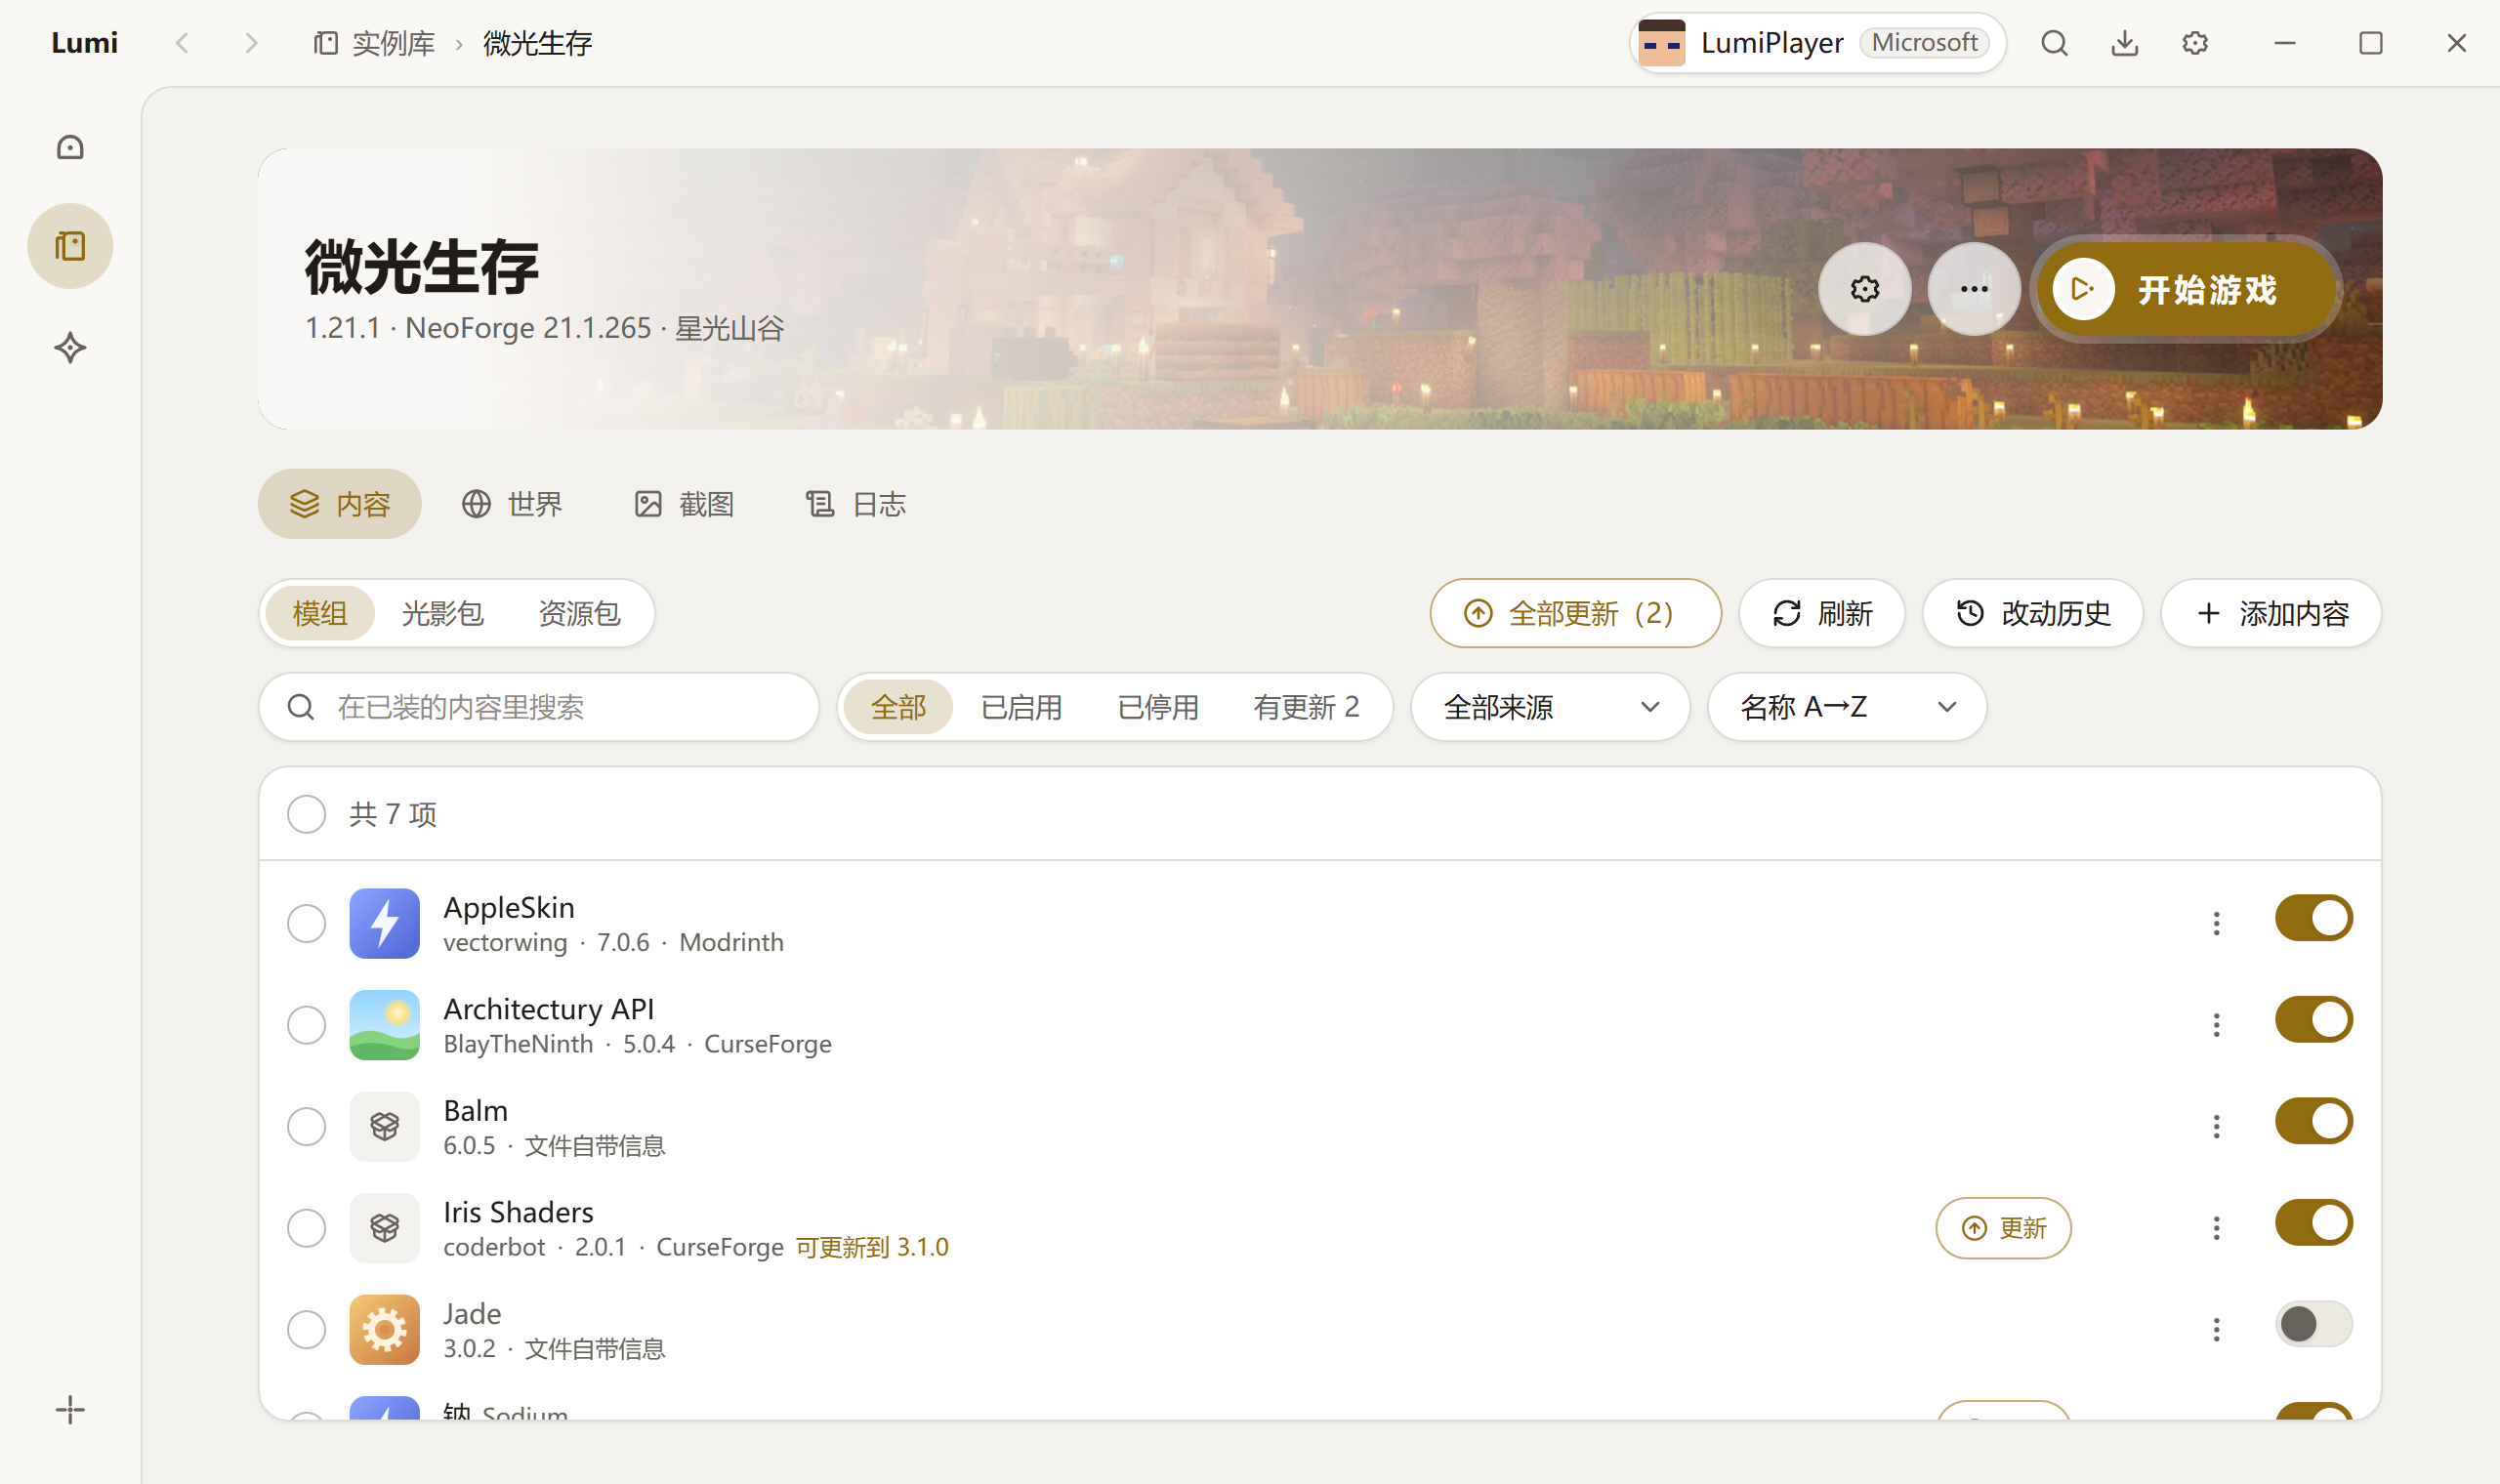 Lumi
实例库 › 微光生存
LumiPlayer Microsoft
微光生存
1.21.1 · NeoForge 21.1.265 · 星光山谷
开始游戏
内容 世界 截图 日志
模组 光影包 资源包
全部更新（2） 刷新 改动历史 添加内容
在已装的内容里搜索
全部 已启用 已停用 有更新 2
全部来源
名称 A→Z
共 7 项
AppleSkin
vectorwing · 7.0.6 · Modrinth
Architectury API
BlayTheNinth · 5.0.4 · CurseForge
Balm
6.0.5 · 文件自带信息
Iris Shaders
coderbot · 2.0.1 · CurseForge 可更新到 3.1.0
更新
Jade
3.0.2 · 文件自带信息
钠 Sodium